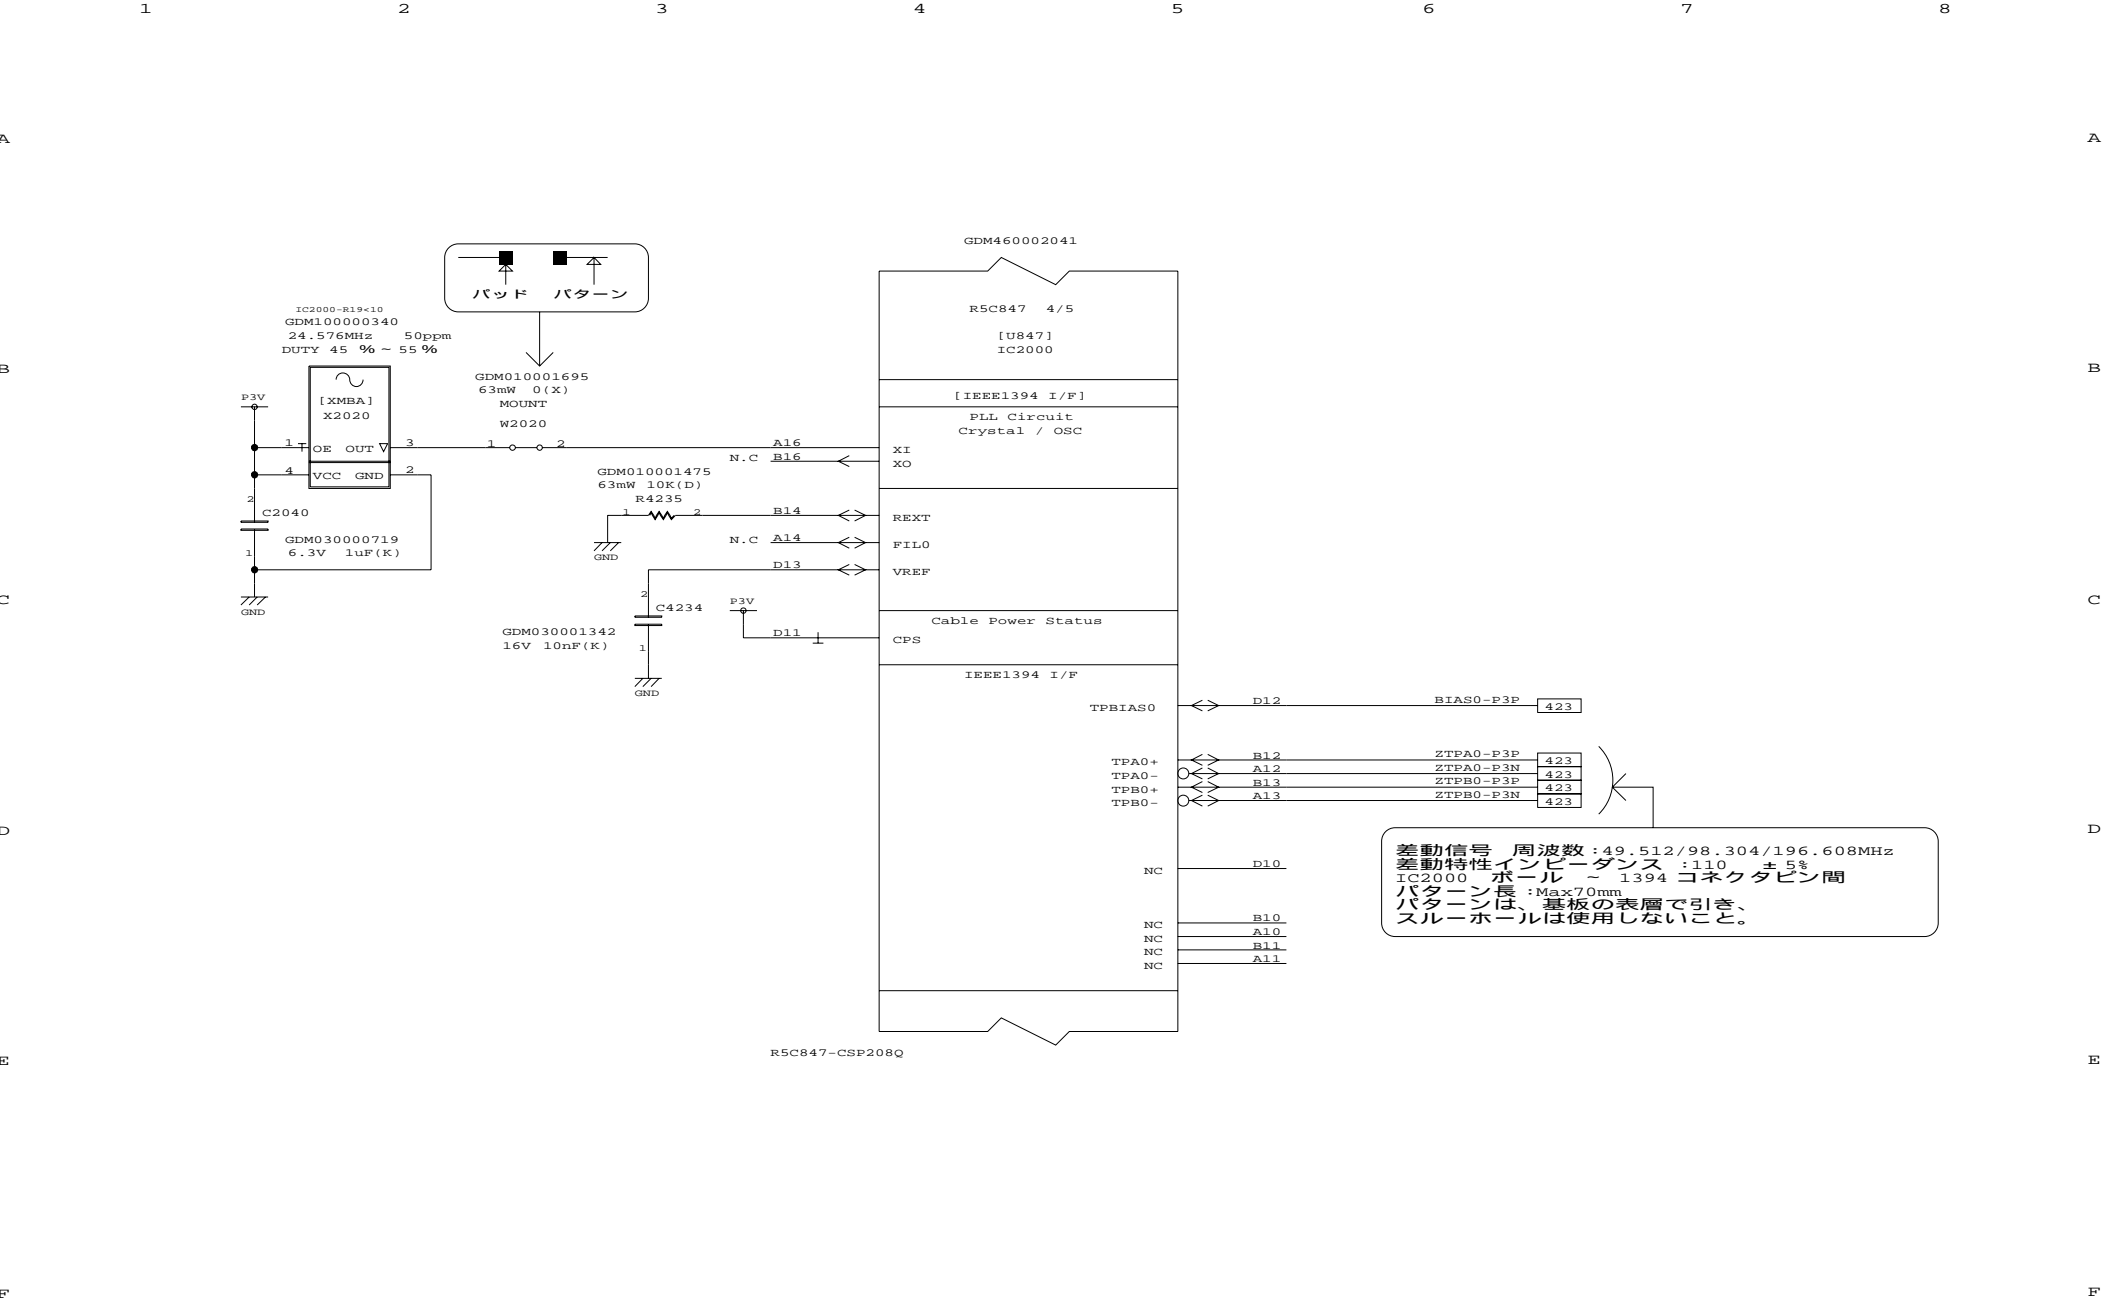 1 2 3 4 5 6 7 8
A A
GDM460002041
パッド パターン
R5C847 4/5
[U847]
IC2000
IC2000-R19<10
GDM100000340
24.576MHz 50ppm
DUTY 45 % ~ 55 %
B B
GDM010001695
63mW 0(X)
MOUNT
W2020
P3V
[XMBA]
X2020
[IEEE1394 I/F]
PLL Circuit
Crystal / OSC
1 OE OUT 3
1 2
A16 XI
N.C B16 XO
4 VCC GND 2
GDM010001475
63mW 10K(D)
R4235
1 2
B14 REXT
GND
N.C A14 FIL0
D13 VREF
2
C2040
GDM030000719
6.3V 1uF(K)
1
GND
C C
2
C4234
GDM030001342
16V 10nF(K)
1
GND
P3V
Cable Power Status
D11 CPS
IEEE1394 I/F
TPBIAS0 D12 BIAS0-P3P 423
TPA0+ B12 ZTPA0-P3P 423
TPA0- A12 ZTPA0-P3N 423
TPB0+ B13 ZTPB0-P3P 423
TPB0- A13 ZTPB0-P3N 423
D D
差動信号 周波数:49.512/98.304/196.608MHz
差動特性インピーダンス :110 ±5%
IC2000 ボール ~ 1394 コネクタピン間
パターン長:Max70mm
パターンは、基板の表層で引き、
スルーホールは使用しないこと。
NC D10
NC B10
NC A10
NC B11
NC A11
R5C847-CSP208Q
E E
F F